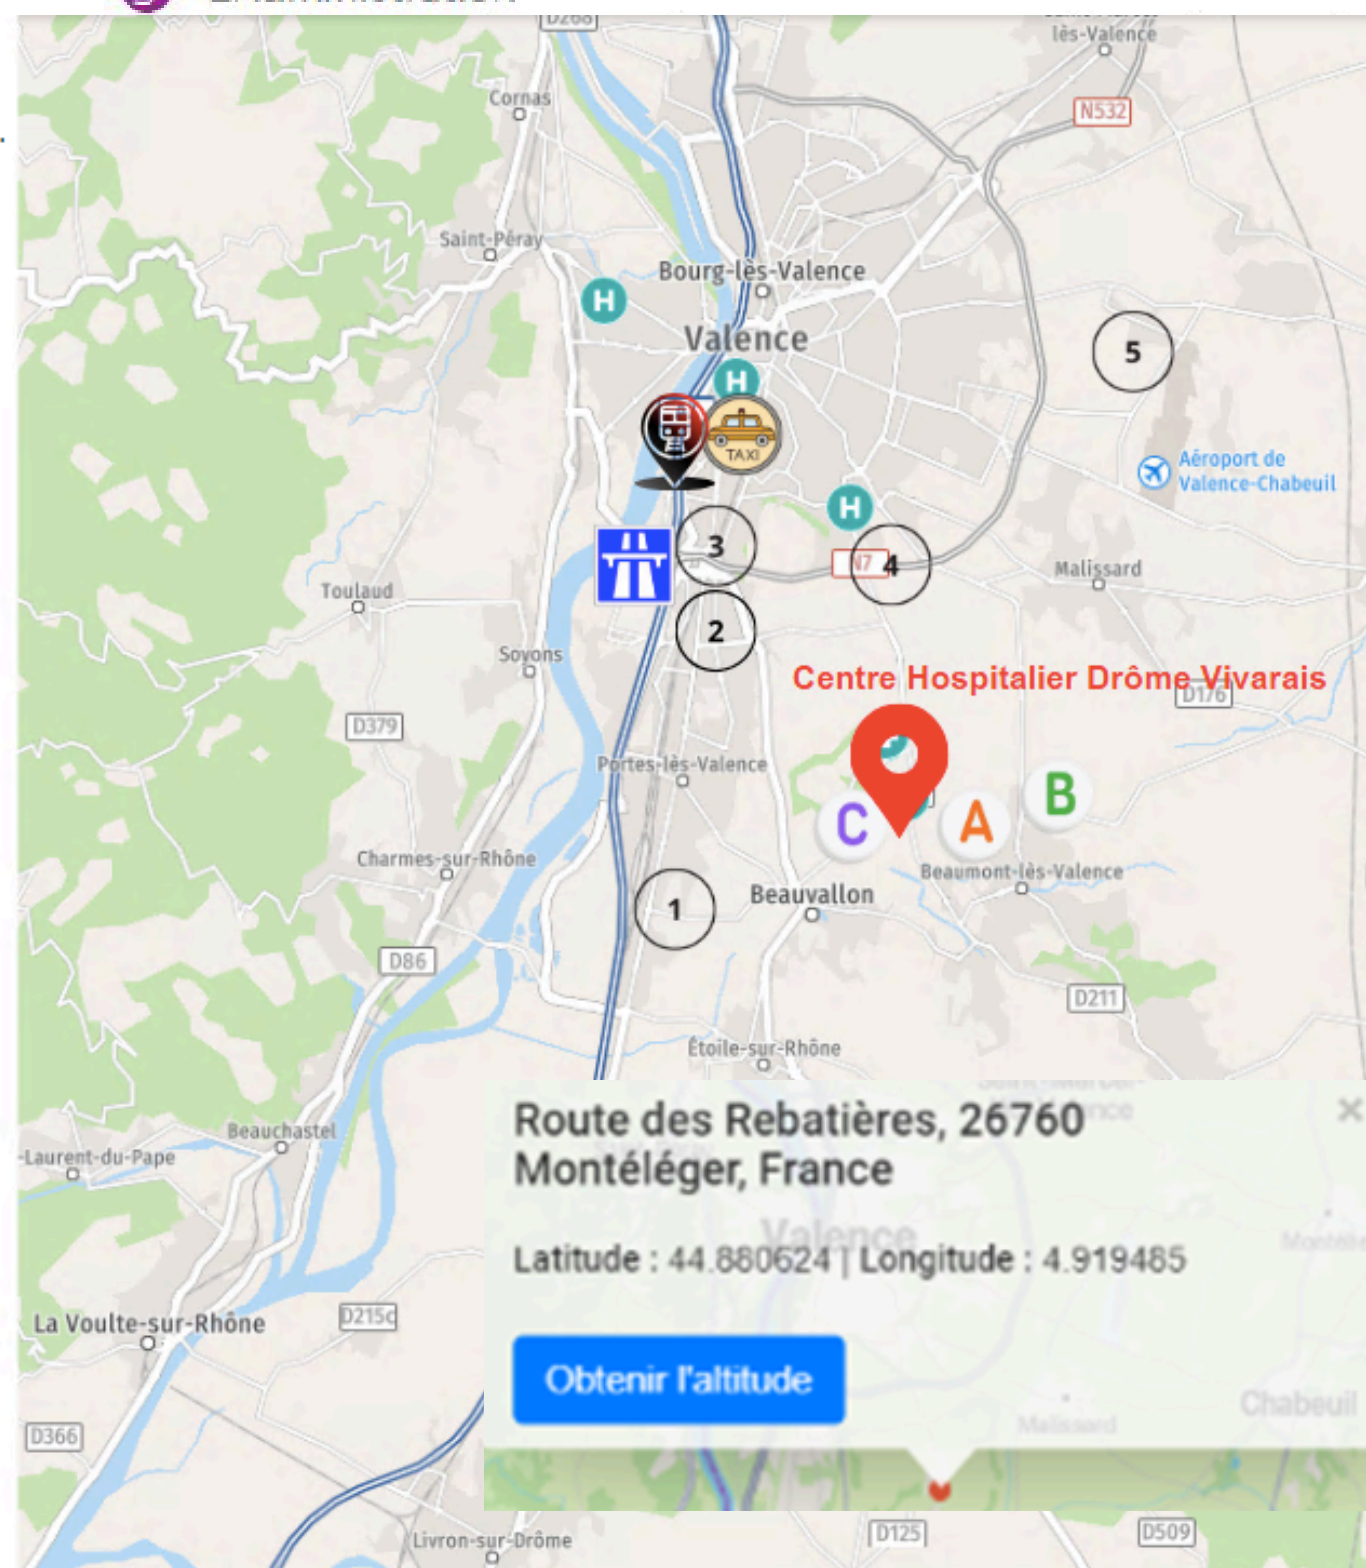 D268
lès-Valence
Cornas
N532
Saint-Péray
Bourg-lès-Valence
H
Valence
5
H
TAXI
Aéroport de
Valence-Chabeuil
H
3
N7
4
Malissard
Toulaud
2
Soyons
Centre Hospitalier Drôme Vivarais
D176
D379
Portes-lès-Valence
B
C
A
Charmes-sur-Rhône
Beaumont-lès-Valence
1
Beauvallon
D86
D211
Étoile-sur-Rhône
Route des Rebatières, 26760
Montéléger, France
×
Beauchastel
-Laurent-du-Pape
Valence
Latitude : 44.880624 | Longitude : 4.919485
La Voulte-sur-Rhône
D215c
Obtenir l'altitude
Chabeuil
Malissard
D366
D125
D509
Livron-sur-Drôme